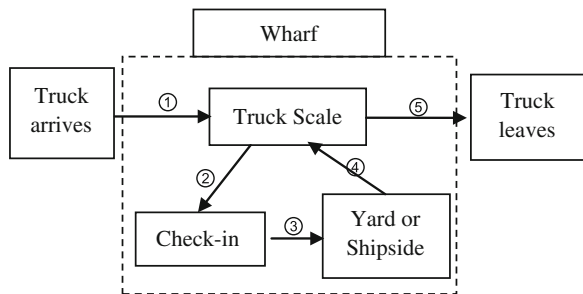 Wharf
Truck
arrives
①
Truck Scale
⑤
Truck
leaves
②
④
Check-in
③
Yard or
Shipside